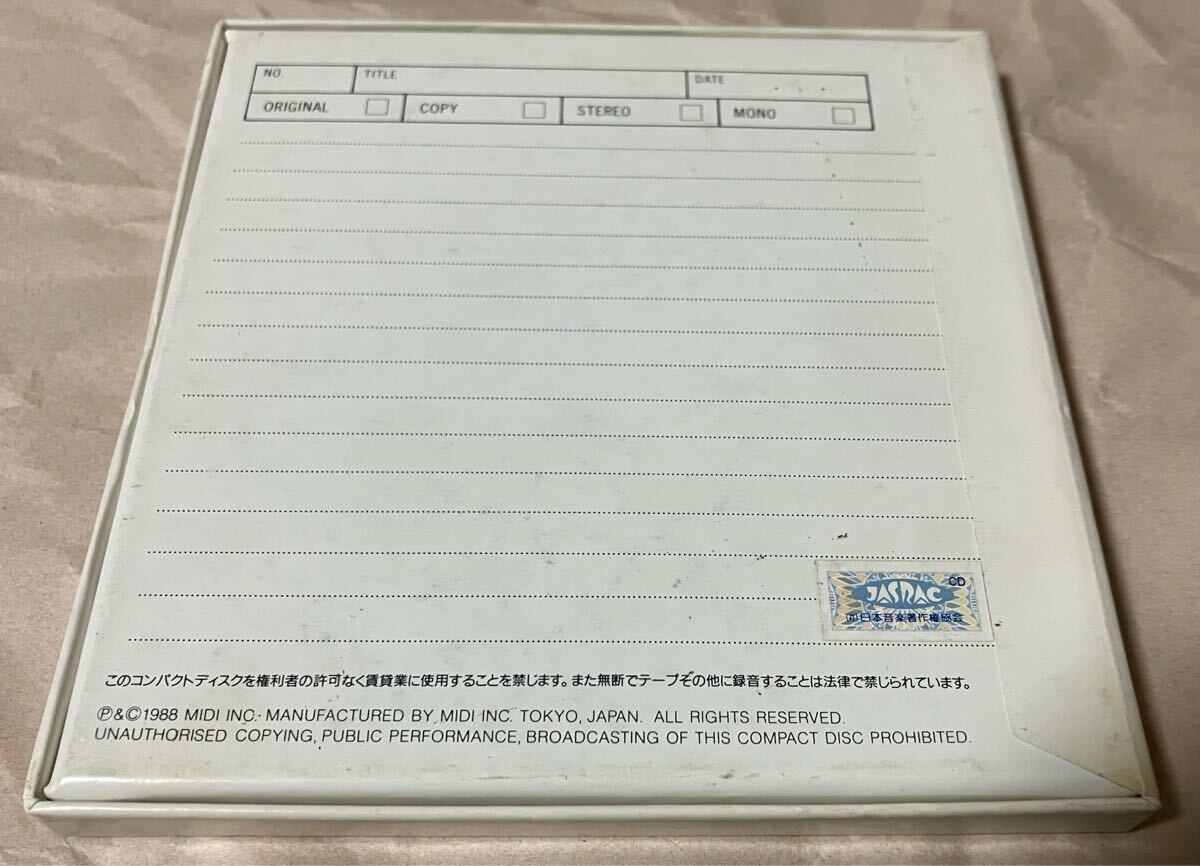 NO. TITLE DATE
ORIGINAL COPY STEREO MONO
JASRAC CD
㈳日本音楽著作権協会
このコンパクトディスクを権利者の許可なく賃貸業に使用することを禁じます。また無断でテープその他に録音することは法律で禁じられています。
℗&©1988 MIDI INC. MANUFACTURED BY MIDI INC. TOKYO, JAPAN. ALL RIGHTS RESERVED.
UNAUTHORISED COPYING, PUBLIC PERFORMANCE, BROADCASTING OF THIS COMPACT DISC PROHIBITED.